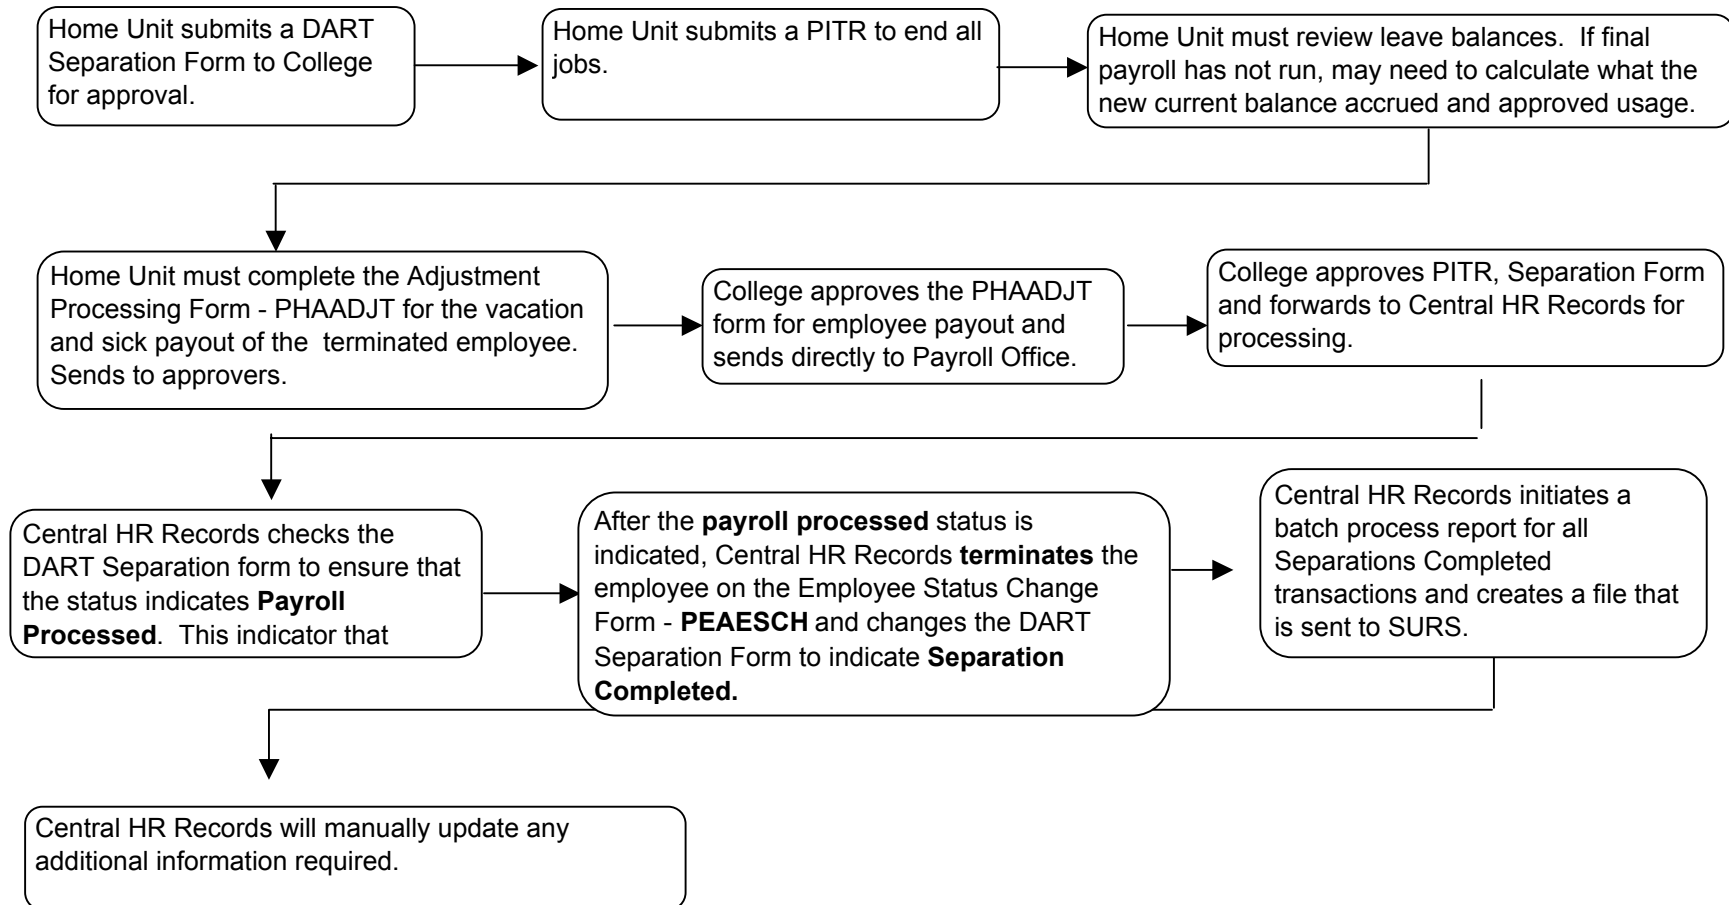 Home Unit submits a DART
Separation Form to College
for approval.
Home Unit submits a PITR to end all
jobs.
Home Unit must review leave balances.  If final
payroll has not run, may need to calculate what the
new current balance accrued and approved usage.
Home Unit must complete the Adjustment
Processing Form - PHAADJT for the vacation
and sick payout of the  terminated employee.
Sends to approvers.
College approves the PHAADJT
form for employee payout and
sends directly to Payroll Office.
College approves PITR, Separation Form
and forwards to Central HR Records for
processing.
Central HR Records checks the
DART Separation form to ensure that
the status indicates Payroll
Processed.  This indicator that
After the payroll processed status is
indicated, Central HR Records terminates the
employee on the Employee Status Change
Form - PEAESCH and changes the DART
Separation Form to indicate Separation
Completed.
Central HR Records initiates a
batch process report for all
Separations Completed
transactions and creates a file that
is sent to SURS.
Central HR Records will manually update any
additional information required.